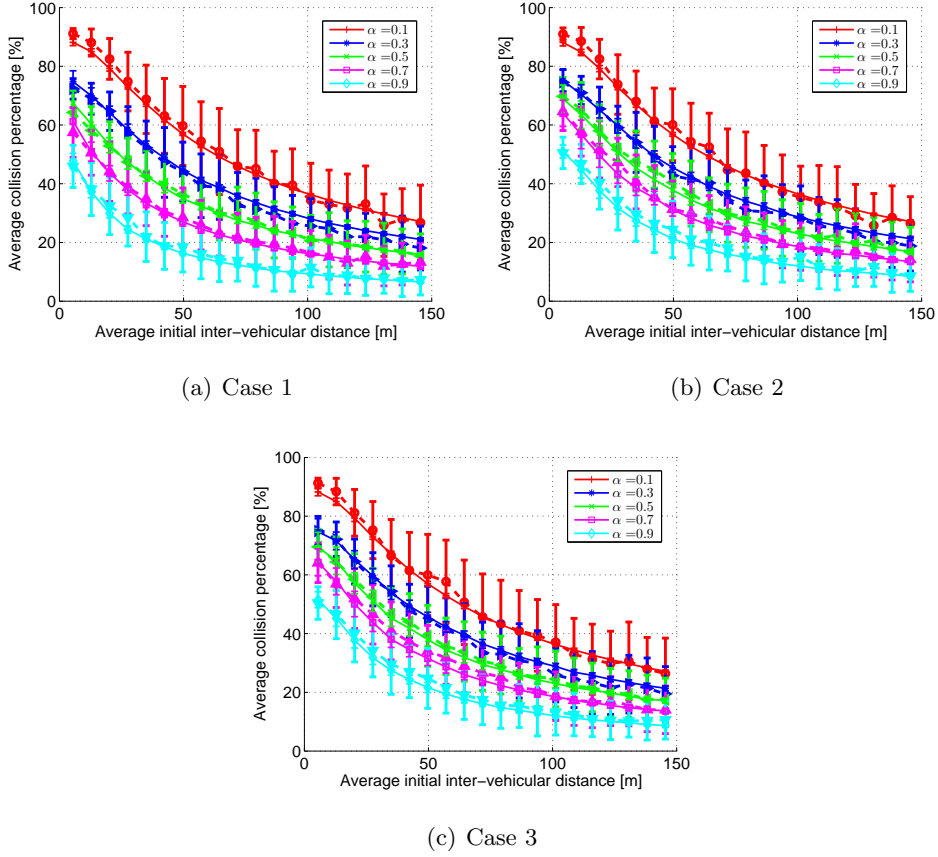 100
80
60
40
20
0
0
50
100
150
Average collision percentage [%]
Average initial inter−vehicular distance [m]
α =0.1
α =0.3
α =0.5
α =0.7
α =0.9
(a) Case 1
100
80
60
40
20
0
0
50
100
150
Average collision percentage [%]
Average initial inter−vehicular distance [m]
α =0.1
α =0.3
α =0.5
α =0.7
α =0.9
(b) Case 2
100
80
60
40
20
0
0
50
100
150
Average collision percentage [%]
Average initial inter−vehicular distance [m]
α =0.1
α =0.3
α =0.5
α =0.7
α =0.9
(c) Case 3